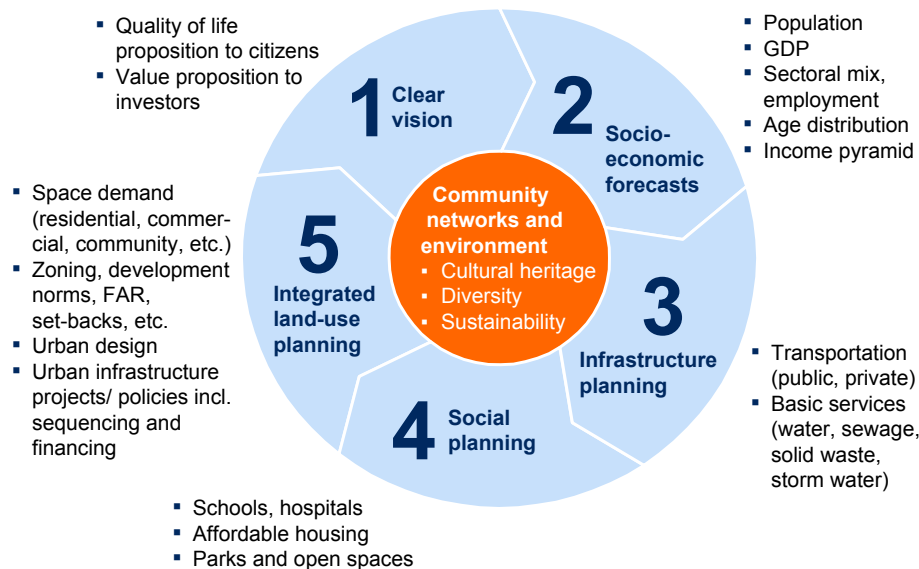 ▪ Quality of life
proposition to citizens
▪ Value proposition to
investors
1 Clear
vision
2
Socio-
economic
forecasts
▪ Population
▪ GDP
▪ Sectoral mix,
employment
▪ Age distribution
▪ Income pyramid
Community
networks and
environment
▪ Cultural heritage
▪ Diversity
▪ Sustainability
3
Infrastructure
planning
▪ Transportation
(public, private)
▪ Basic services
(water, sewage,
solid waste,
storm water)
4 Social
planning
▪ Schools, hospitals
▪ Affordable housing
▪ Parks and open spaces
5
Integrated
land-use
planning
▪ Space demand
(residential, commer-
cial, community, etc.)
▪ Zoning, development
norms, FAR,
set-backs, etc.
▪ Urban design
▪ Urban infrastructure
projects/ policies incl.
sequencing and
financing